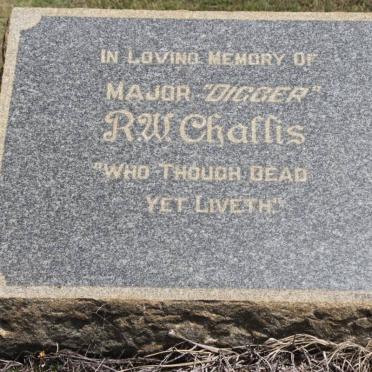 In Loving Memory Of
Major "Digger"
R.W Challis
"Who Though Dead
Yet Liveth"